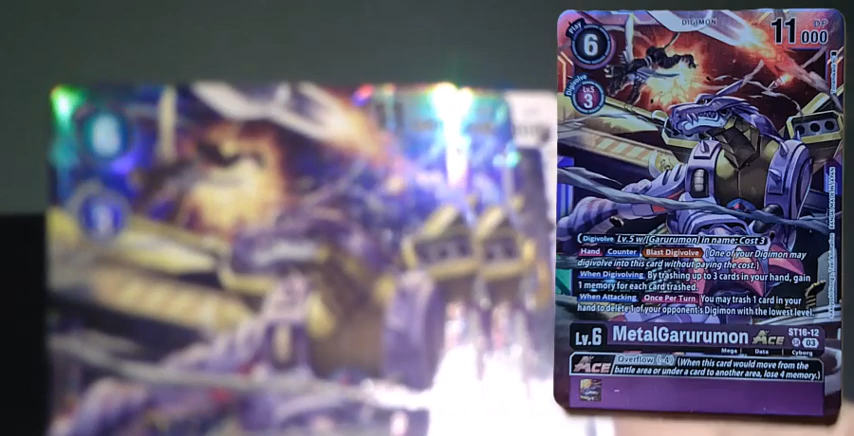 DIGIMON
Play
6
11000
DP
Digivolve
Lv.5
3
Digivolve Lv.5 w/[Garurumon] in name: Cost 3
Hand Counter Blast Digivolve (One of your Digimon may
digivolve into this card without paying the cost.)
When Digivolving By trashing up to 3 cards in your hand, gain
1 memory for each card trashed.
When Attacking Once Per Turn You may trash 1 card in your
hand to delete 1 of your opponent's Digimon with the lowest level.
Lv.6 MetalGarurumon ACE ST16-12
SR 03
Mega Data Cyborg
ACE Overflow (-4) (When this card would move from the
battle area or under a card to another area, lose 4 memory.)